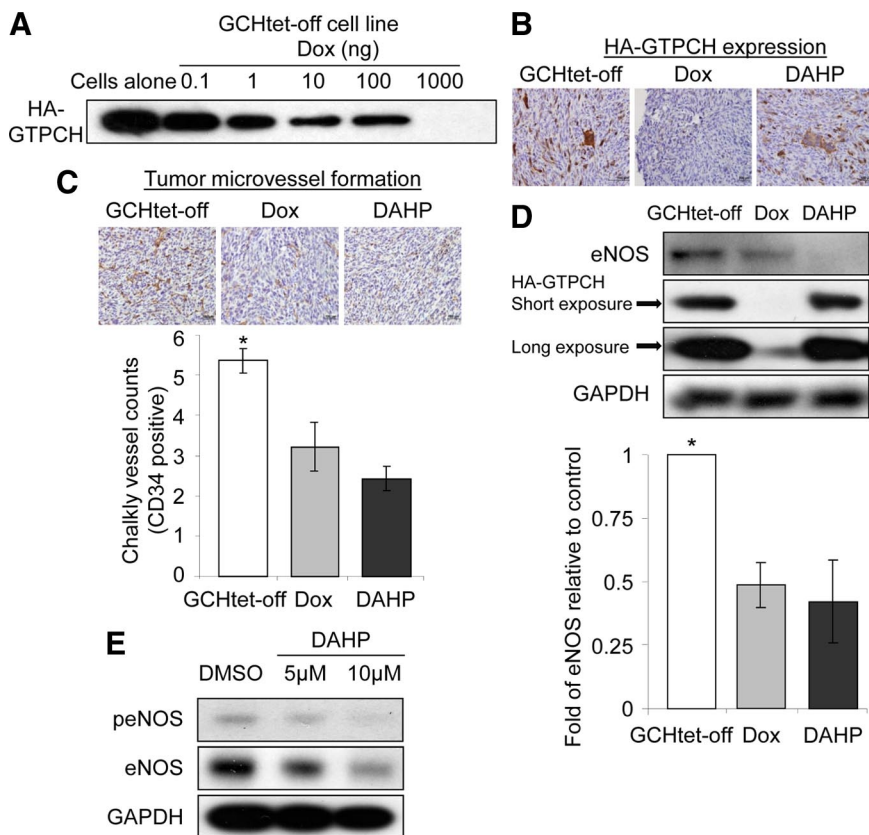 A
GCHtet-off cell line
Dox (ng)
Cells alone 0.1 1 10 100 1000
HA-
GTPCH
B
HA-GTPCH expression
GCHtet-off Dox DAHP
C
Tumor microvessel formation
GCHtet-off Dox DAHP
Chalkly vessel counts
(CD34 positive)
6
5
4
3
2
1
0
*
GCHtet-off Dox DAHP
D
GCHtet-off Dox DAHP
eNOS
HA-GTPCH
Short exposure
Long exposure
GAPDH
Fold of eNOS relative to control
1
0.75
0.5
0.25
0
*
GCHtet-off Dox DAHP
E
DAHP
DMSO 5µM 10µM
peNOS
eNOS
GAPDH